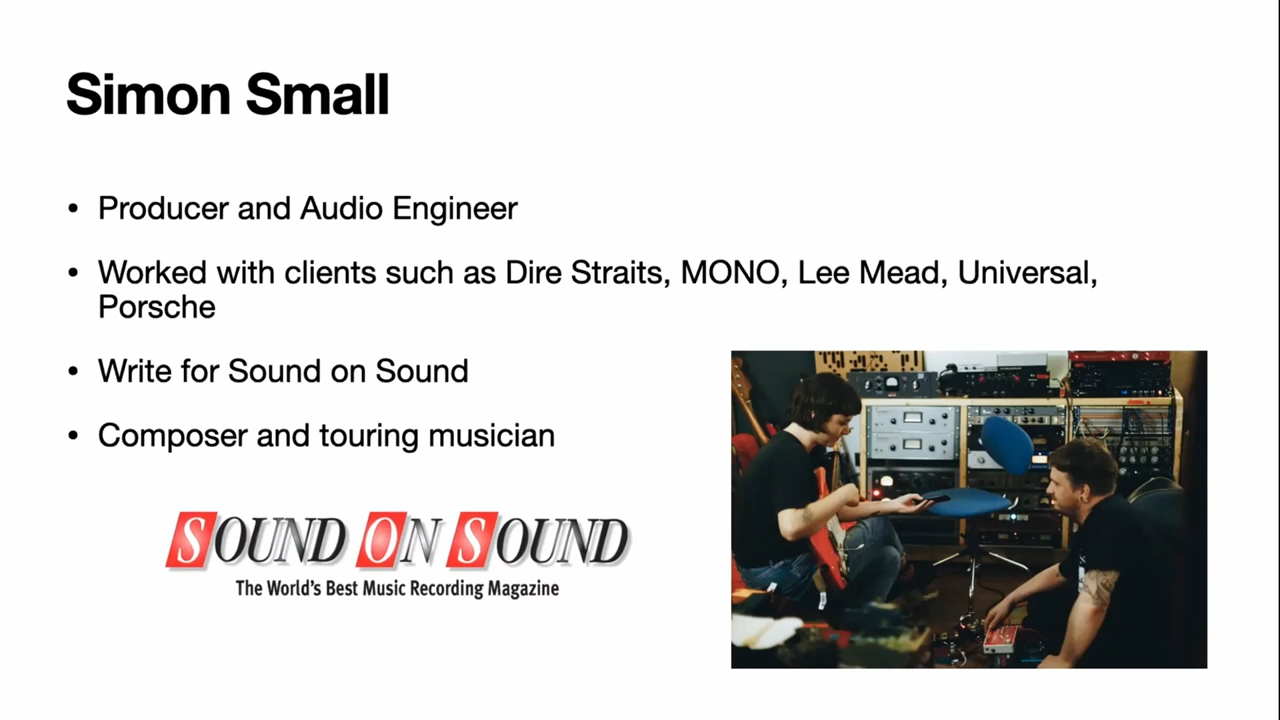 Simon Small
• Producer and Audio Engineer
• Worked with clients such as Dire Straits, MONO, Lee Mead, Universal,
Porsche
• Write for Sound on Sound
• Composer and touring musician
SOUND ON SOUND
The World's Best Music Recording Magazine